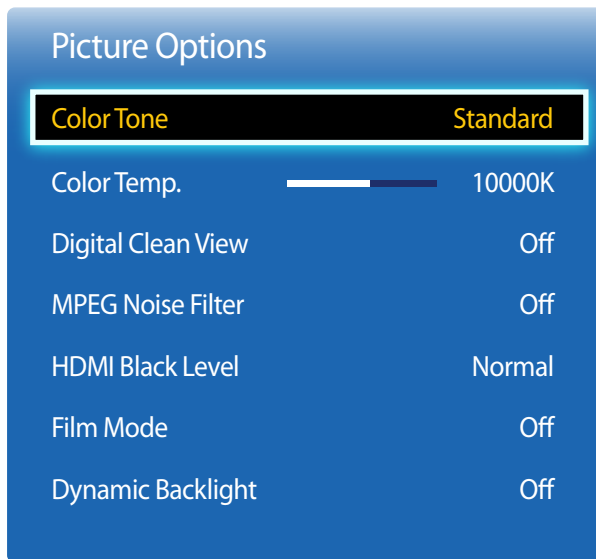 Picture Options
Color Tone Standard
Color Temp. 10000K
Digital Clean View Off
MPEG Noise Filter Off
HDMI Black Level Normal
Film Mode Off
Dynamic Backlight Off